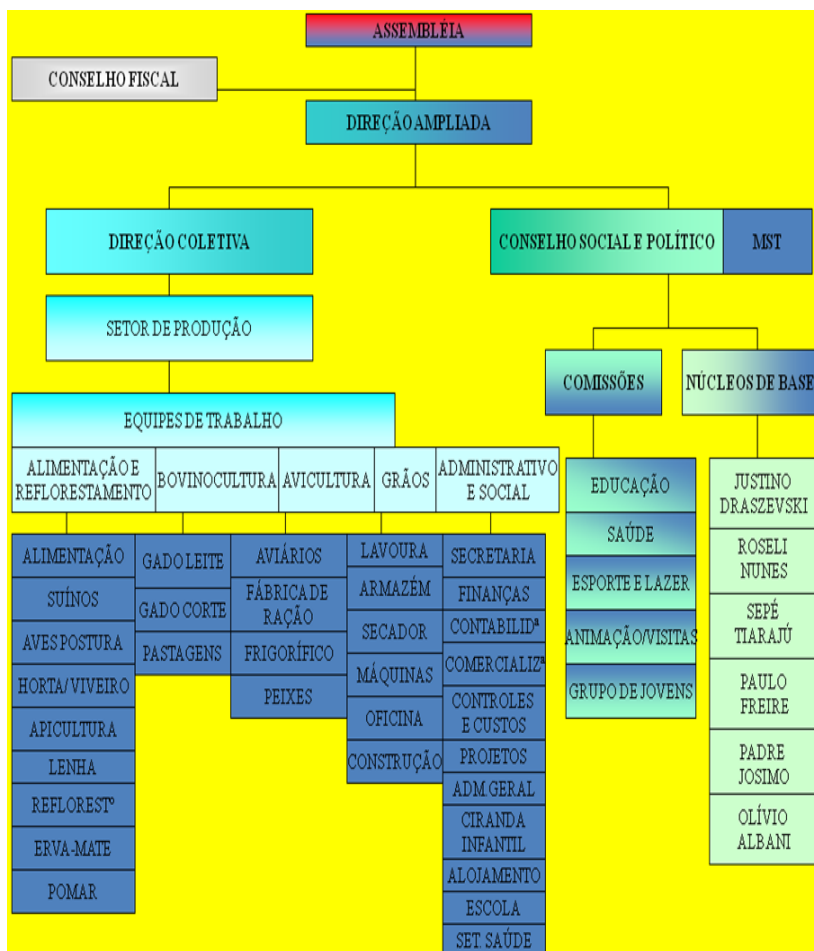 ASSEMBLÉIA
CONSELHO FISCAL
DIREÇÃO AMPLIADA
DIREÇÃO COLETIVA
CONSELHO SOCIAL E POLÍTICO
MST
SETOR DE PRODUÇÃO
COMISSÕES
NÚCLEOS DE BASE
EQUIPES DE TRABALHO
ALIMENTAÇÃO E
REFLORESTAMENTO
BOVINOCULTURA
AVICULTURA
GRÃOS
ADMINISTRATIVO
E SOCIAL
ALIMENTAÇÃO
SUÍNOS
AVES POSTURA
HORTA/ VIVEIRO
APICULTURA
LENHA
REFLORESTº
ERVA-MATE
POMAR
GADO LEITE
GADO CORTE
PASTAGENS
AVIÁRIOS
FÁBRICA DE
RAÇÃO
FRIGORÍFICO
PEIXES
LAVOURA
ARMAZÉM
SECADOR
MÁQUINAS
OFICINA
CONSTRUÇÃO
SECRETARIA
FINANÇAS
CONTABILIDª
COMERCIALIZª
CONTROLES
E CUSTOS
PROJETOS
ADM. GERAL
CIRANDA
INFANTIL
ALOJAMENTO
ESCOLA
SET. SAÚDE
EDUCAÇÃO
SAÚDE
ESPORTE E LAZER
ANIMAÇÃO/VISITAS
GRUPO DE JOVENS
JUSTINO
DRASZEVSKI
ROSELI
NUNES
SEPÉ
TIARAJÚ
PAULO
FREIRE
PADRE
JOSIMO
OLÍVIO
ALBANI